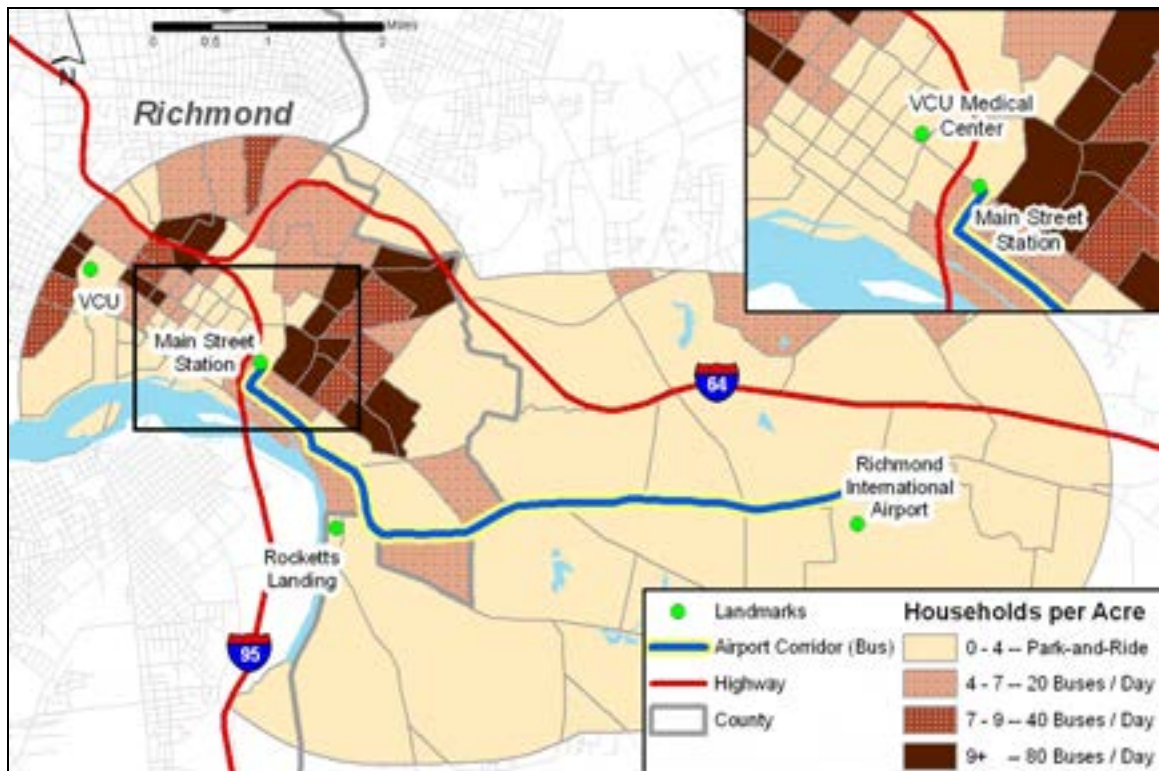 Miles
0 0.5 1 2
N
Richmond
VCU
Main Street
Station
VCU Medical
Center
Main Street
Station
64
Richmond
International
Airport
Rocketts
Landing
95
Landmarks
Airport Corridor (Bus)
Highway
County
Households per Acre
0 - 4 -- Park-and-Ride
4 - 7 -- 20 Buses / Day
7 - 9 -- 40 Buses / Day
9+ -- 80 Buses / Day